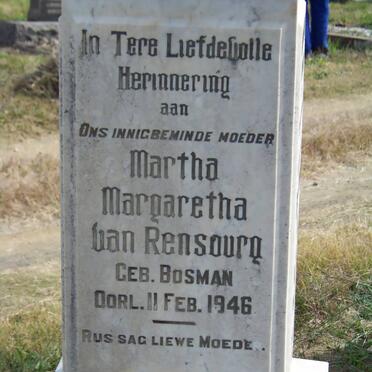 In Tere Liefdevolle
Herinnering
aan
Ons innigbeminde moeder
Martha
Margaretha
van Rensburg
Geb. Bosman
Oorl. 11 Feb. 1946
Rus sag liewe Moede..